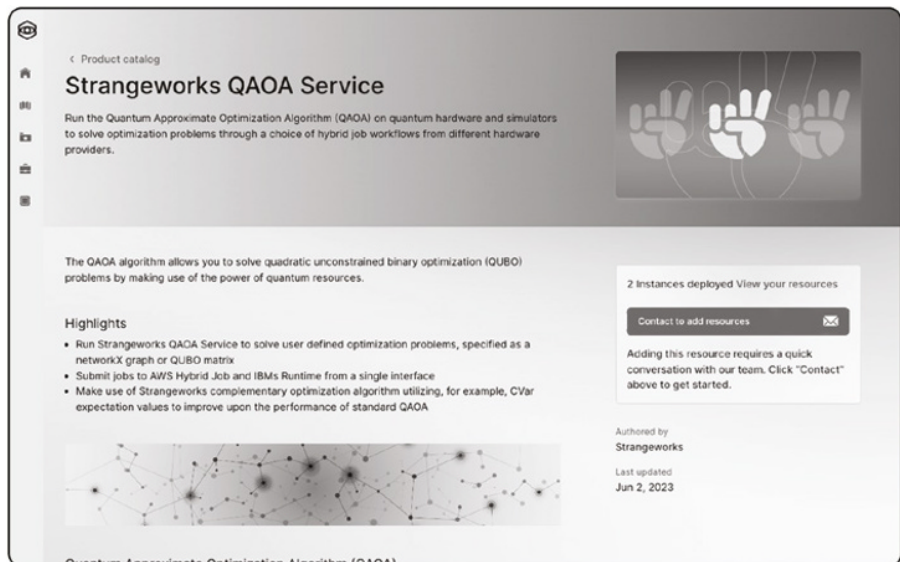 ‹ Product catalog
Strangeworks QAOA Service
Run the Quantum Approximate Optimization Algorithm (QAOA) on quantum hardware and simulators
to solve optimization problems through a choice of hybrid job workflows from different hardware
providers.
The QAOA algorithm allows you to solve quadratic unconstrained binary optimization (QUBO)
problems by making use of the power of quantum resources.
Highlights
• Run Strangeworks QAOA Service to solve user defined optimization problems, specified as a
networkX graph or QUBO matrix
• Submit jobs to AWS Hybrid Job and IBMs Runtime from a single interface
• Make use of Strangeworks complementary optimization algorithm utilizing, for example, CVar
expectation values to improve upon the performance of standard QAOA
2 Instances deployed View your resources
Contact to add resources
Adding this resource requires a quick
conversation with our team. Click "Contact"
above to get started.
Authored by
Strangeworks
Last updated
Jun 2, 2023
Quantum Approximate Optimization Algorithm (QAOA)